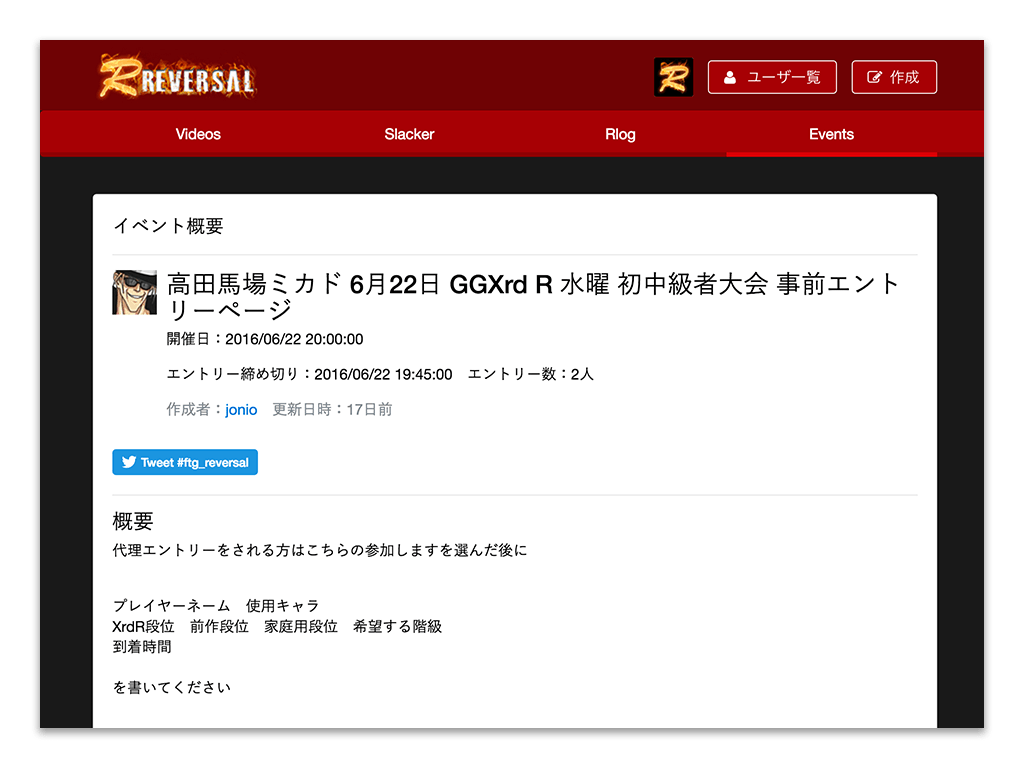 RREVERSAL
R
ユーザ一覧
作成
Videos
Slacker
Rlog
Events
イベント概要
高田馬場ミカド 6月22日 GGXrd R 水曜 初中級者大会 事前エント
リーページ
開催日：2016/06/22 20:00:00
エントリー締め切り：2016/06/22 19:45:00　エントリー数：2人
作成者：jonio　更新日時：17日前
Tweet #ftg_reversal
概要
代理エントリーをされる方はこちらの参加しますを選んだ後に
プレイヤーネーム　使用キャラ
XrdR段位　前作段位　家庭用段位　希望する階級
到着時間
を書いてください